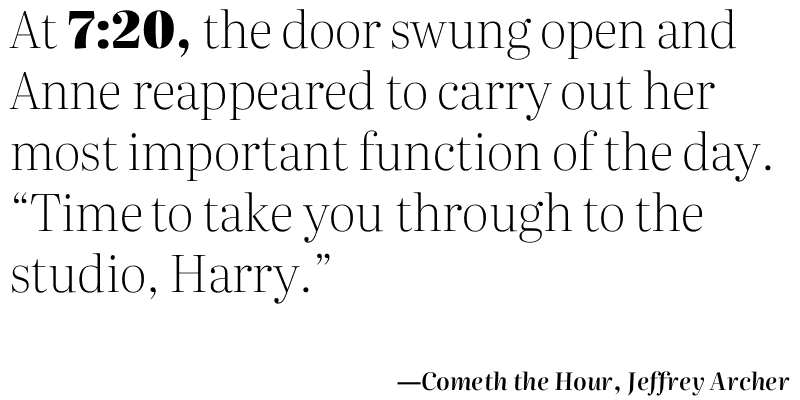 At 7:20, the door swung open and
Anne reappeared to carry out her
most important function of the day.
“Time to take you through to the
studio, Harry.”
—Cometh the Hour, Jeffrey Archer